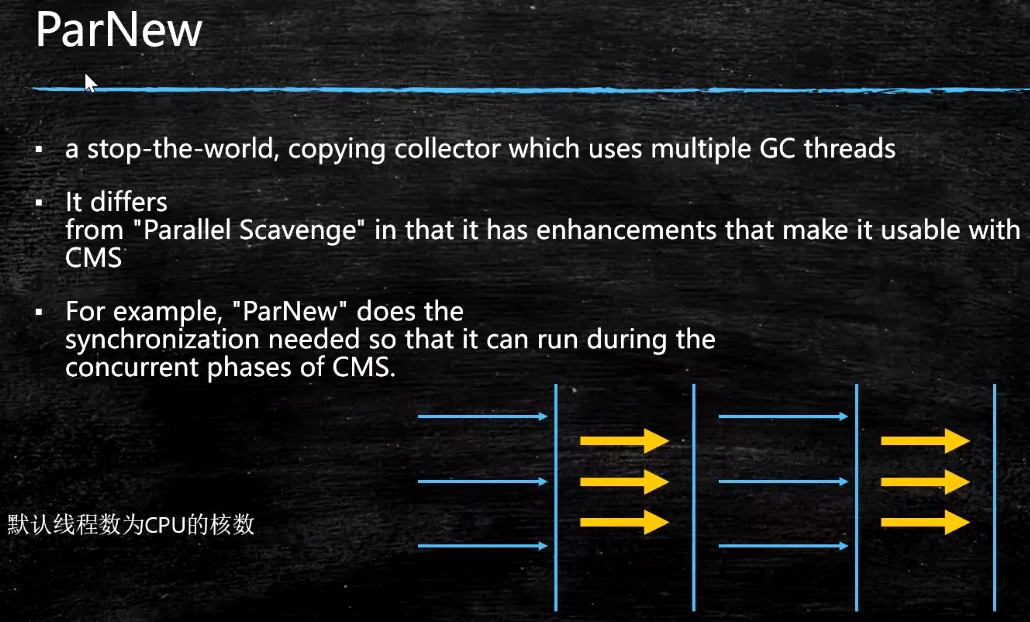 ParNew
▪ a stop-the-world, copying collector which uses multiple GC threads
▪ It differs
from "Parallel Scavenge" in that it has enhancements that make it usable with
CMS
▪ For example, "ParNew" does the
synchronization needed so that it can run during the
concurrent phases of CMS.
默认线程数为CPU的核数